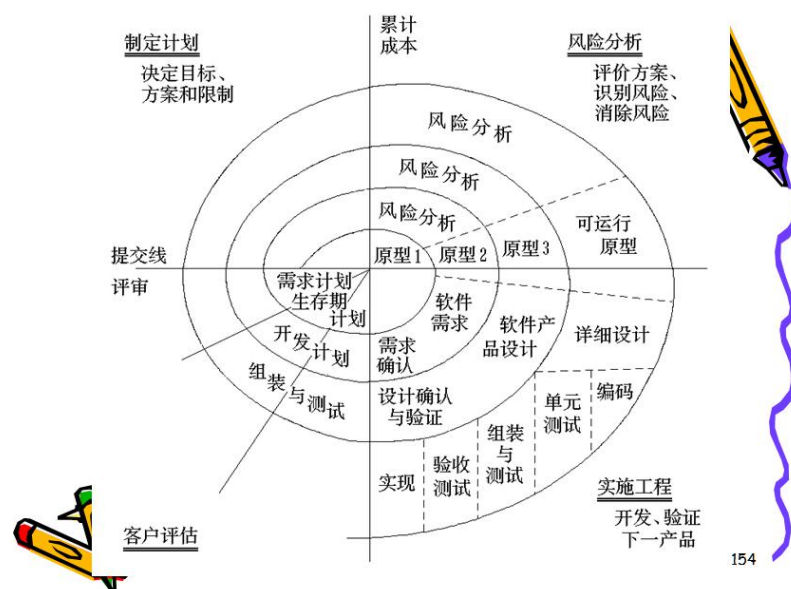 累计
成本
制定计划
决定目标、
方案和限制
风险分析
评价方案、
识别风险、
消除风险
风险分析
风险分析
风险分析
可运行
原型
原型1
原型2
原型3
提交线
评审
需求计划
生存期
计划
软件
需求
软件产
品设计
详细设计
开发计划
需求
确认
组装与测试
设计确认
与验证
单元
测试
编码
组装
与
测试
验收
测试
实现
实施工程
开发、验证
下一产品
客户评估
154